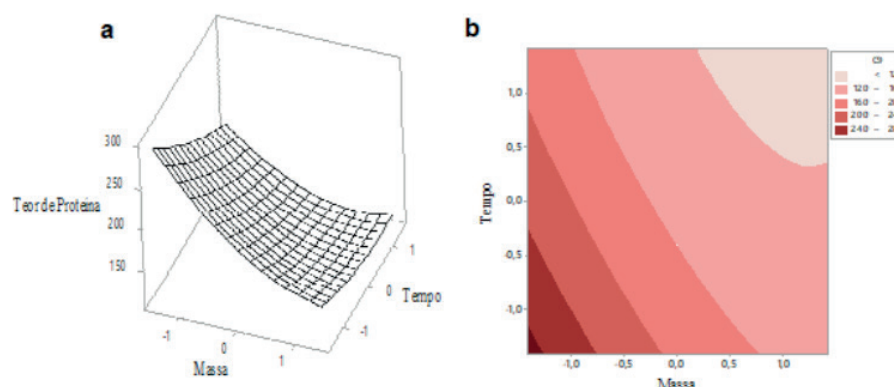 a
300
250
200
150
Teor de Proteina
-1
0
1
Massa
-1
0
1
Tempo
b
1,0
0,5
0,0
-0,5
-1,0
Tempo
-1,0 -0,5 0,0 0,5 1,0
Massa
C9
<
120 –
160 –
200 –
240 –